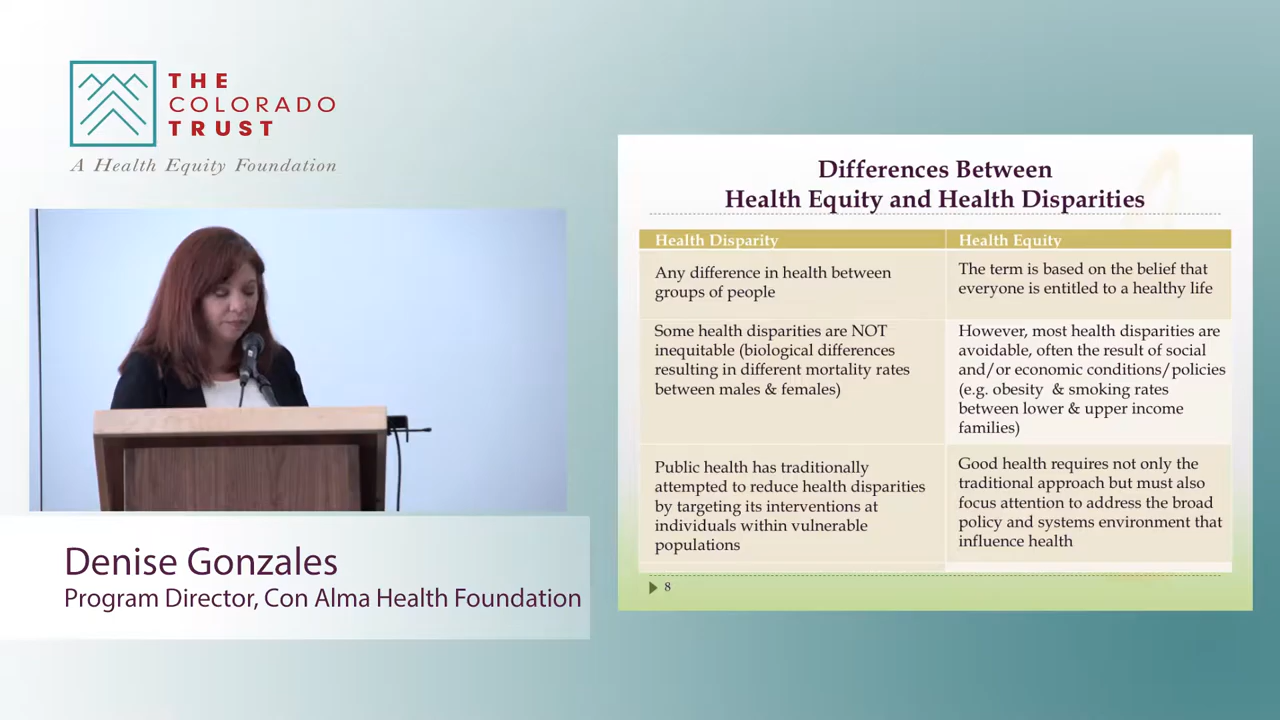 THE
COLORADO
TRUST
A Health Equity Foundation
Denise Gonzales
Program Director, Con Alma Health Foundation
Differences Between
Health Equity and Health Disparities
Health Disparity
Health Equity
Any difference in health between
groups of people
The term is based on the belief that
everyone is entitled to a healthy life
Some health disparities are NOT
inequitable (biological differences
resulting in different mortality rates
between males & females)
However, most health disparities are
avoidable, often the result of social
and/or economic conditions/policies
(e.g. obesity & smoking rates
between lower & upper income
families)
Public health has traditionally
attempted to reduce health disparities
by targeting its interventions at
individuals within vulnerable
populations
Good health requires not only the
traditional approach but must also
focus attention to address the broad
policy and systems environment that
influence health
8